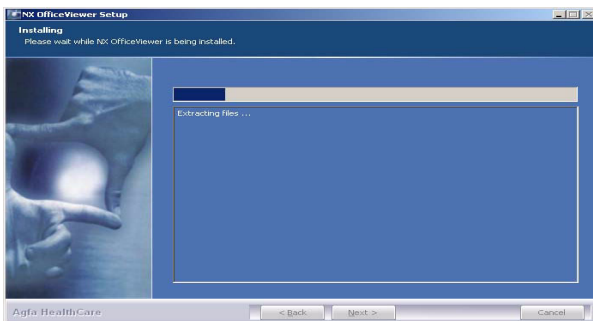 NX OfficeViewer Setup
Installing
Please wait while NX OfficeViewer is being installed.
Extracting files ...
Agfa HealthCare
< Back
Next >
Cancel